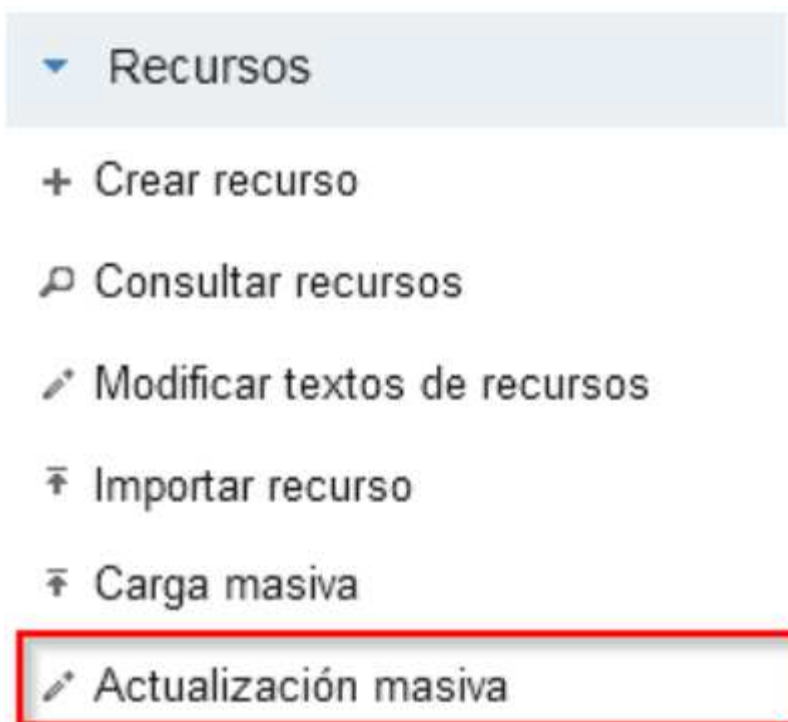 Recursos
Crear recurso
Consultar recursos
Modificar textos de recursos
Importar recurso
Carga masiva
Actualización masiva